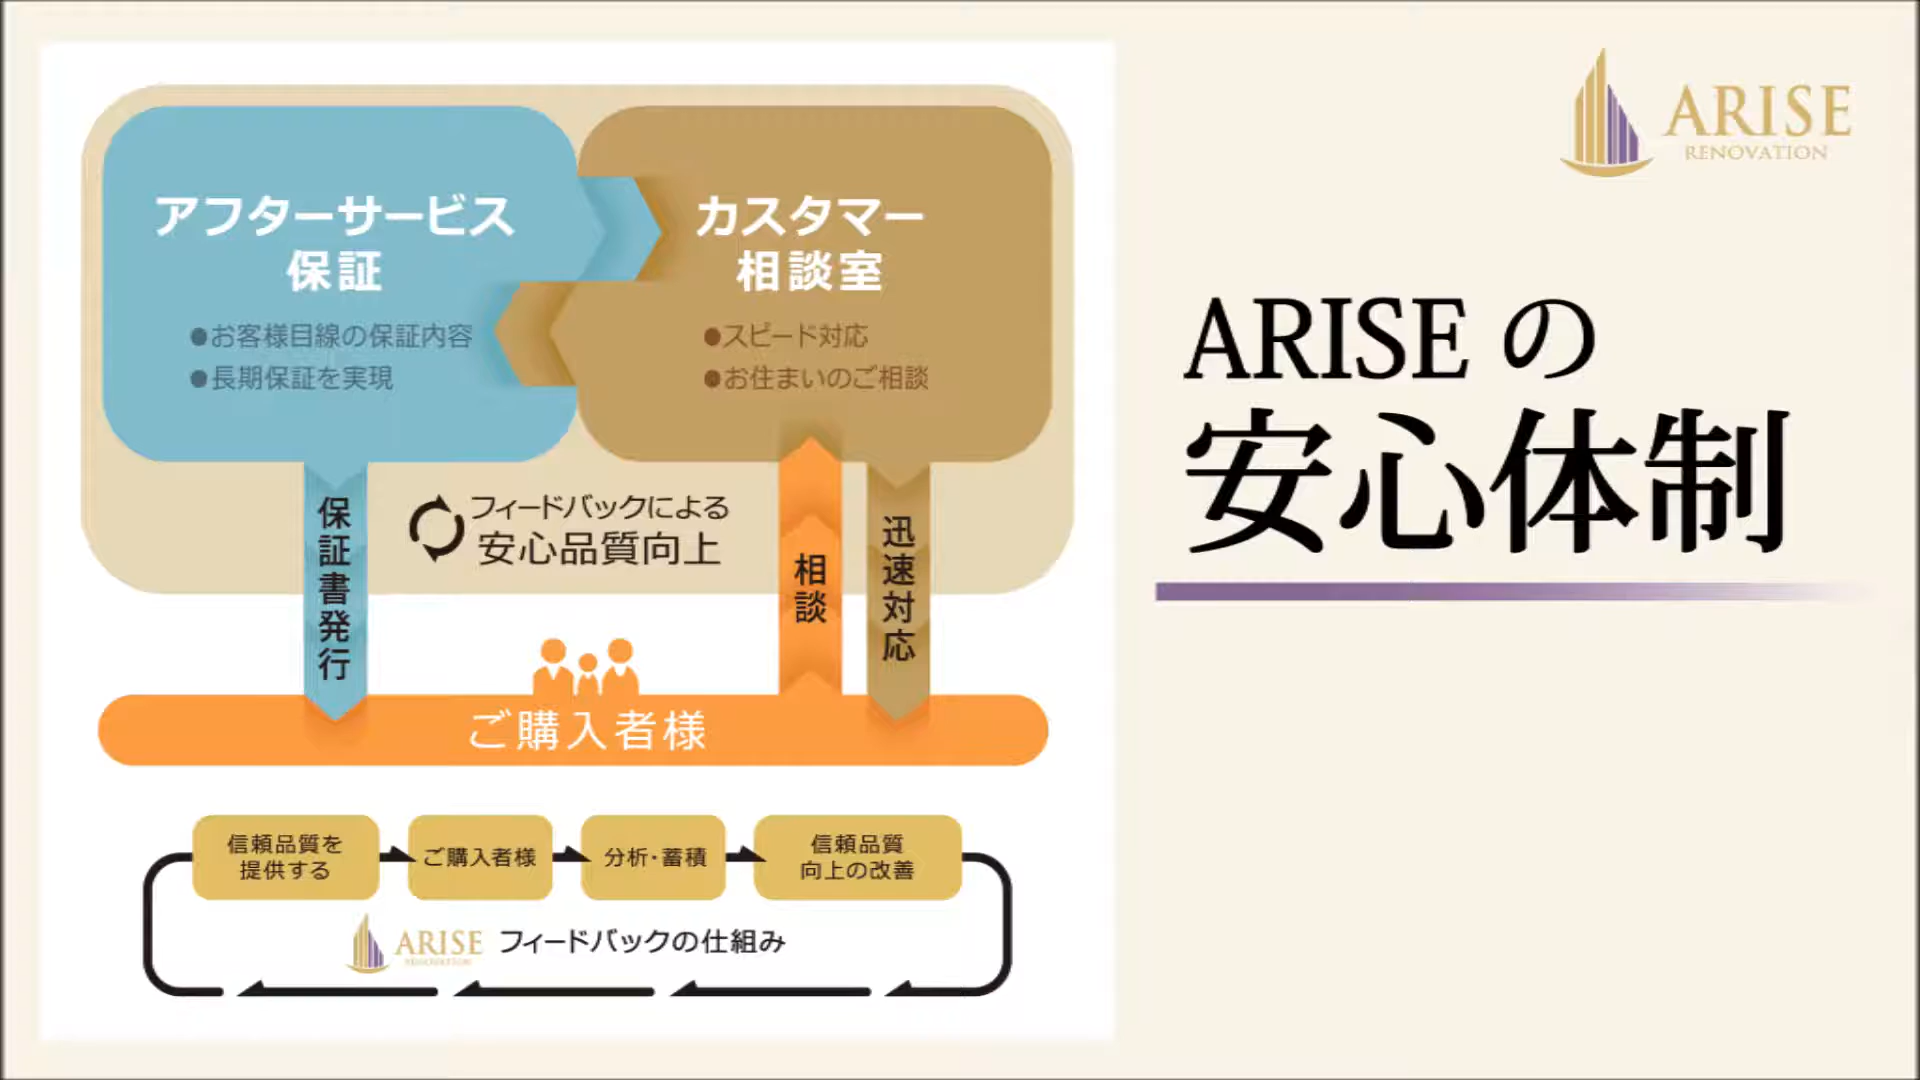 アフターサービス
保証
●お客様目線の保証内容
●長期保証を実現
カスタマー
相談室
●スピード対応
●お住まいのご相談
保証書発行
フィードバックによる
安心品質向上
相談
迅速対応
ご購入者様
信頼品質を
提供する
ご購入者様
分析・蓄積
信頼品質
向上の改善
ARISE
RENOVATION
フィードバックの仕組み
ARISE
RENOVATION
ARISE の
安心体制